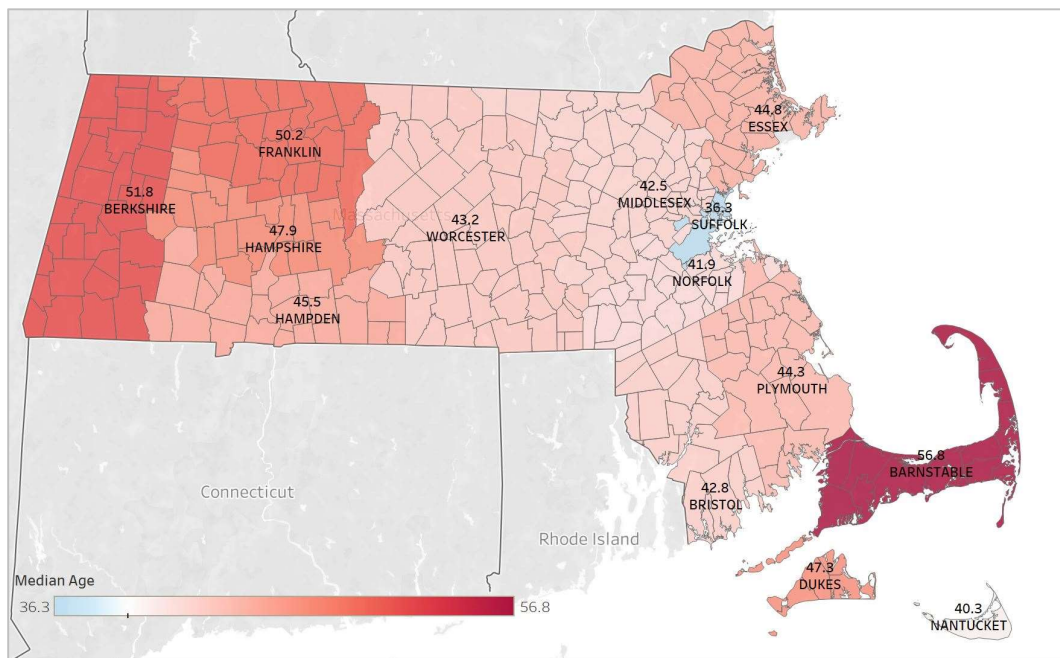 44.8
ESSEX
50.2
FRANKLIN
51.8
BERKSHIRE
42.5
MIDDLESEX
36.3
SUFFOLK
Massachusetts
43.2
WORCESTER
47.9
HAMPSHIRE
41.9
NORFOLK
45.5
HAMPDEN
44.3
PLYMOUTH
56.8
BARNSTABLE
Connecticut
42.8
BRISTOL
Rhode Island
47.3
DUKES
Median Age
36.3
56.8
40.3
NANTUCKET